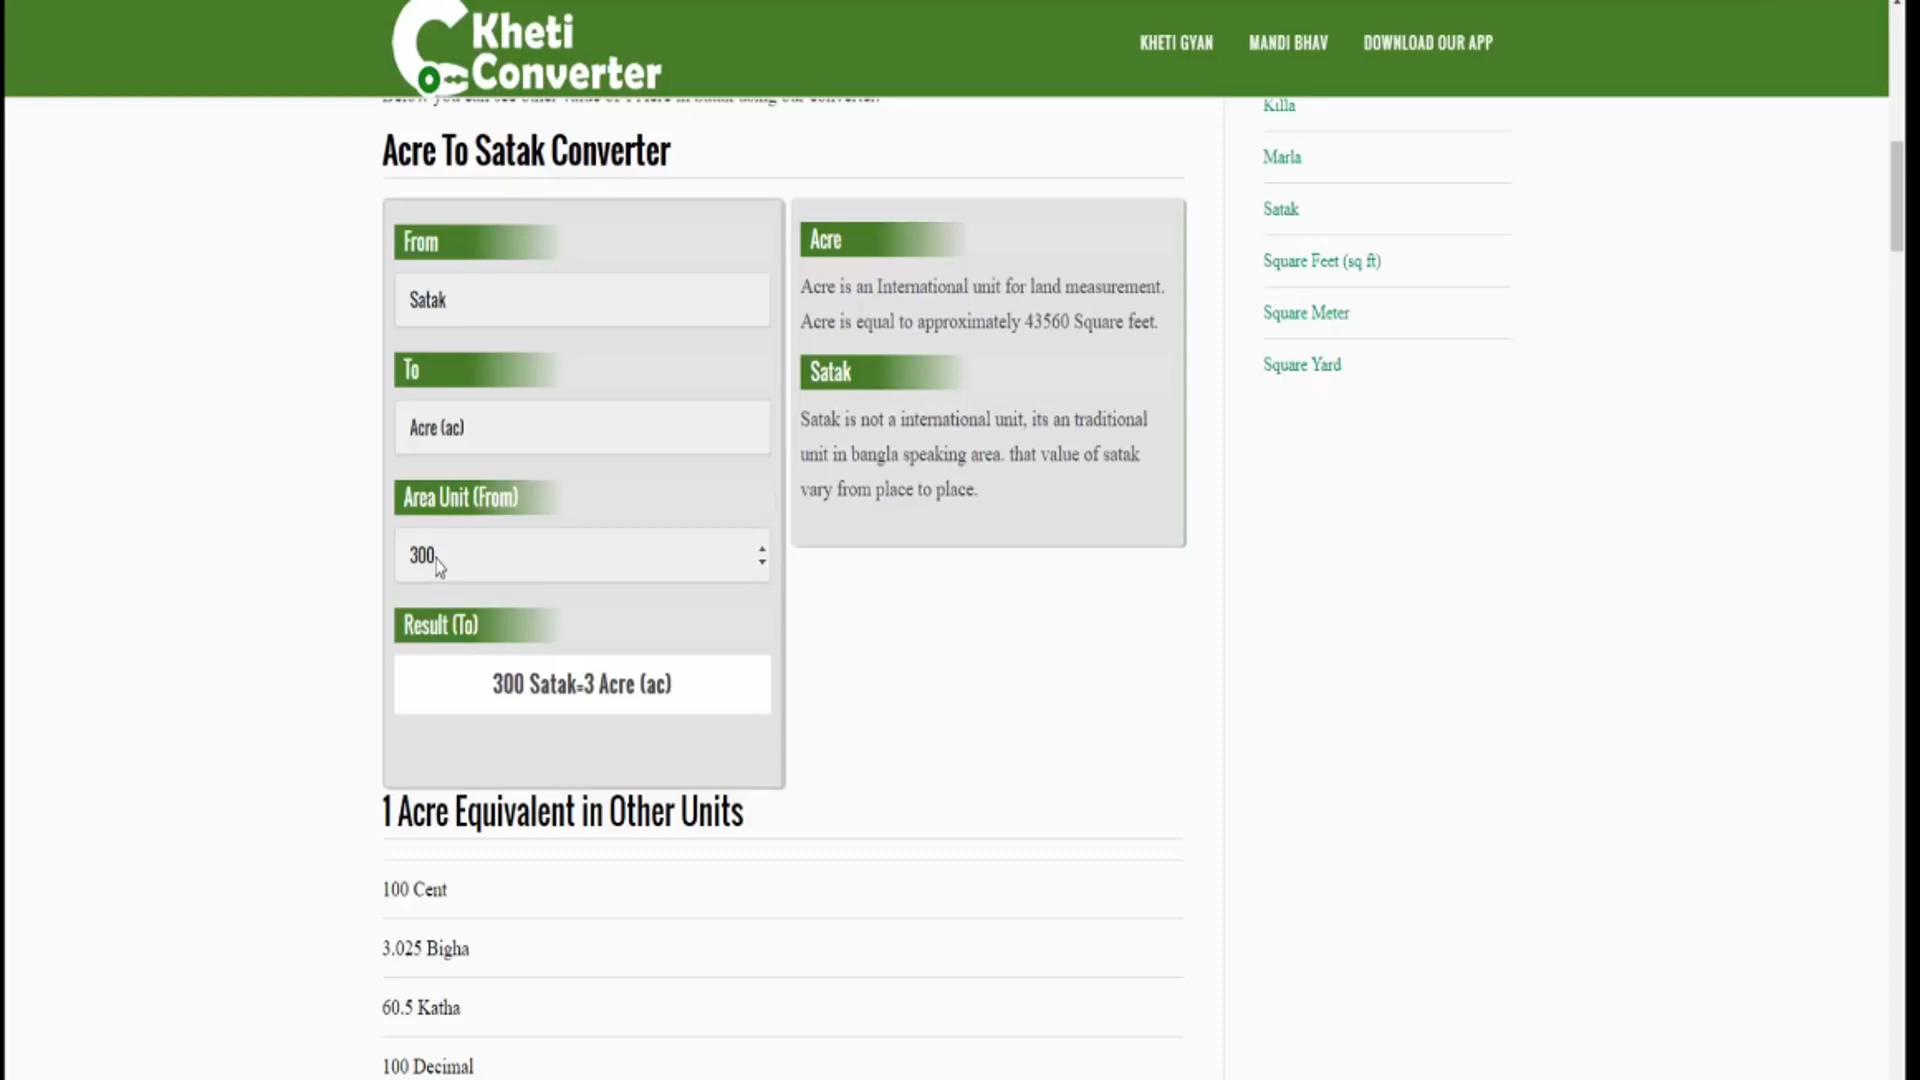 Kheti
Converter
KHETI GYAN
MANDI BHAV
DOWNLOAD OUR APP
Acre To Satak Converter
From
Satak
To
Acre (ac)
Area Unit (From)
300
Result (To)
300 Satak=3 Acre (ac)
Acre
Acre is an International unit for land measurement.
Acre is equal to approximately 43560 Square feet.
Satak
Satak is not a international unit, its an traditional
unit in bangla speaking area. that value of satak
vary from place to place.
1 Acre Equivalent in Other Units
100 Cent
3.025 Bigha
60.5 Katha
100 Decimal
Killa
Marla
Satak
Square Feet (sq ft)
Square Meter
Square Yard